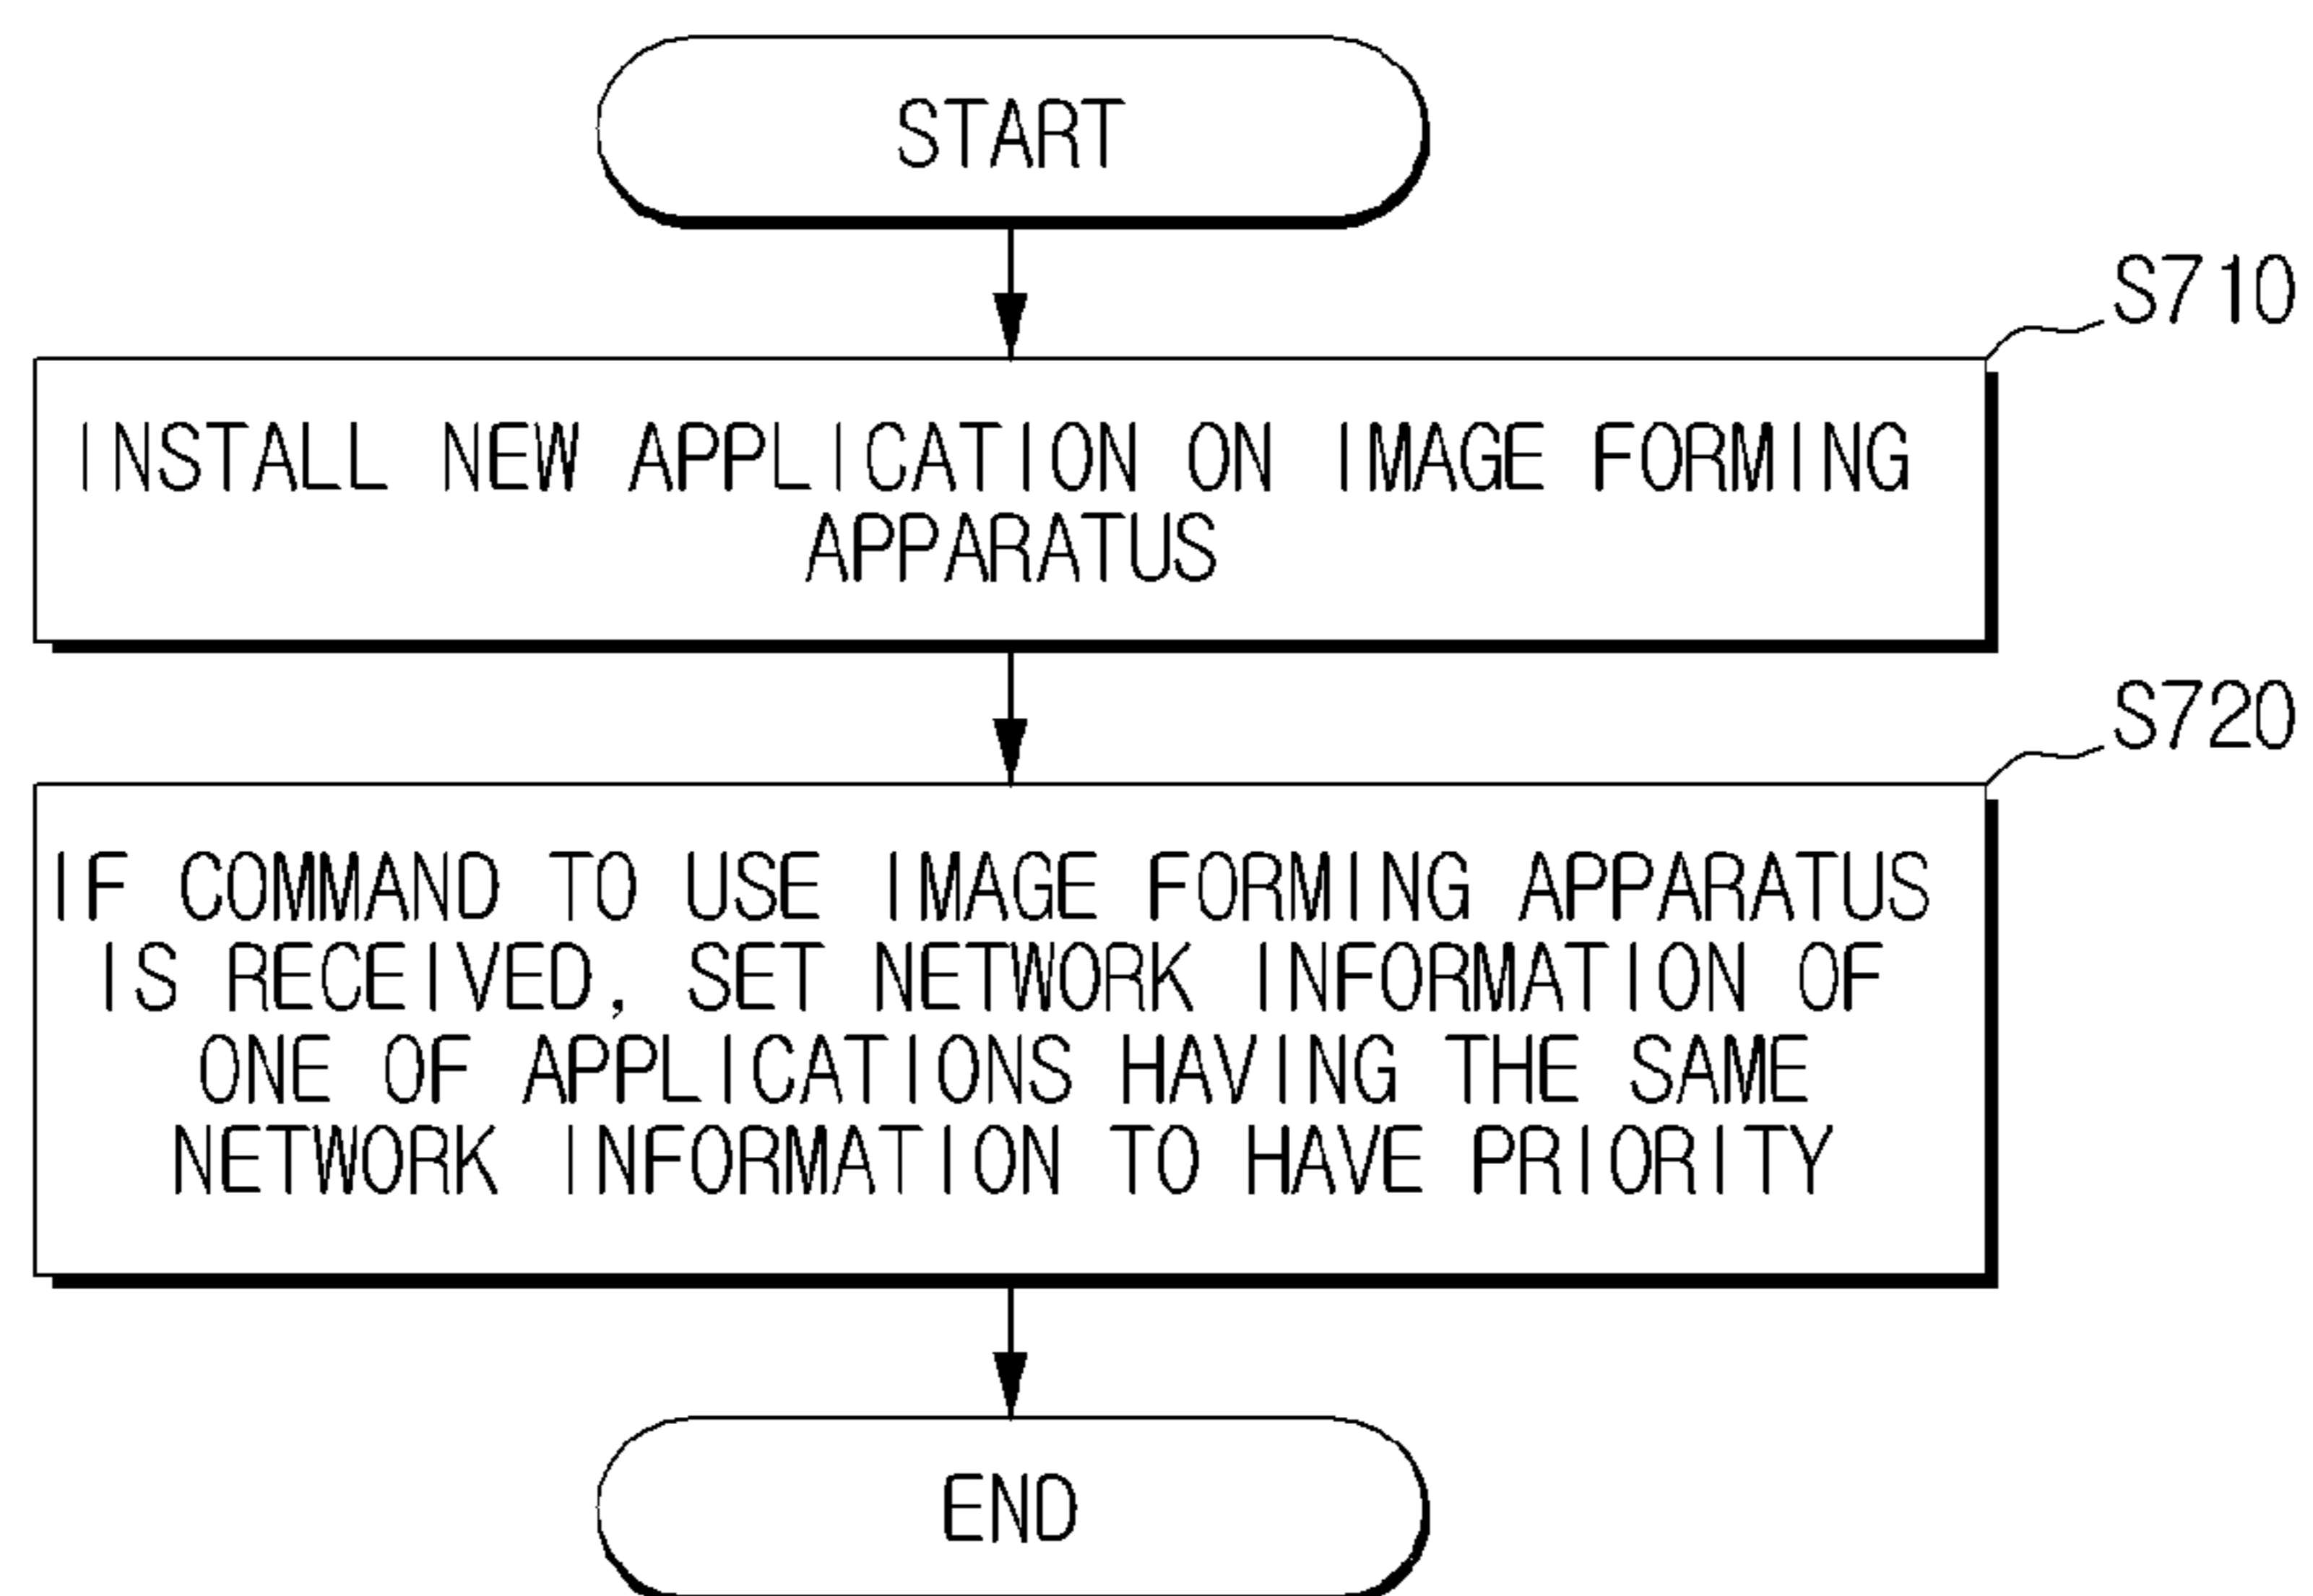 START
S710
INSTALL NEW APPLICATION ON IMAGE FORMING
APPARATUS
S720
IF COMMAND TO USE IMAGE FORMING APPARATUS
IS RECEIVED, SET NETWORK INFORMATION OF
ONE OF APPLICATIONS HAVING THE SAME
NETWORK INFORMATION TO HAVE PRIORITY
END